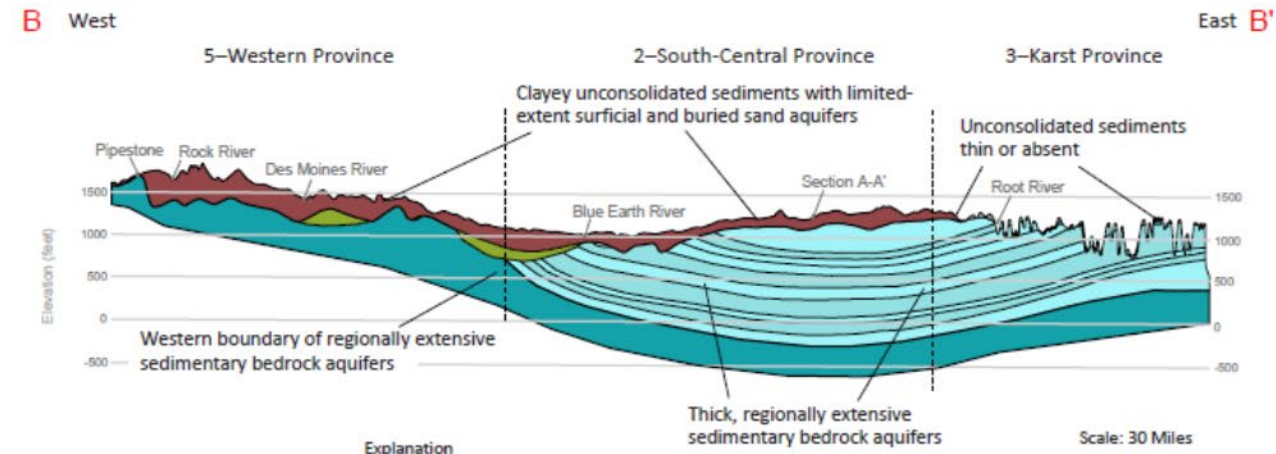 B West East B'
5–Western Province 2–South-Central Province 3–Karst Province
Clayey unconsolidated sediments with limited-
extent surficial and buried sand aquifers
Unconsolidated sediments
thin or absent
Pipestone
Rock River
Des Moines River
Section A-A'
Root River
Blue Earth River
Elevation (feet)
1500
1000
500
0
-500
1500
1000
500
0
-500
Western boundary of regionally extensive
sedimentary bedrock aquifers
Thick, regionally extensive
sedimentary bedrock aquifers
Explanation
Scale: 30 Miles